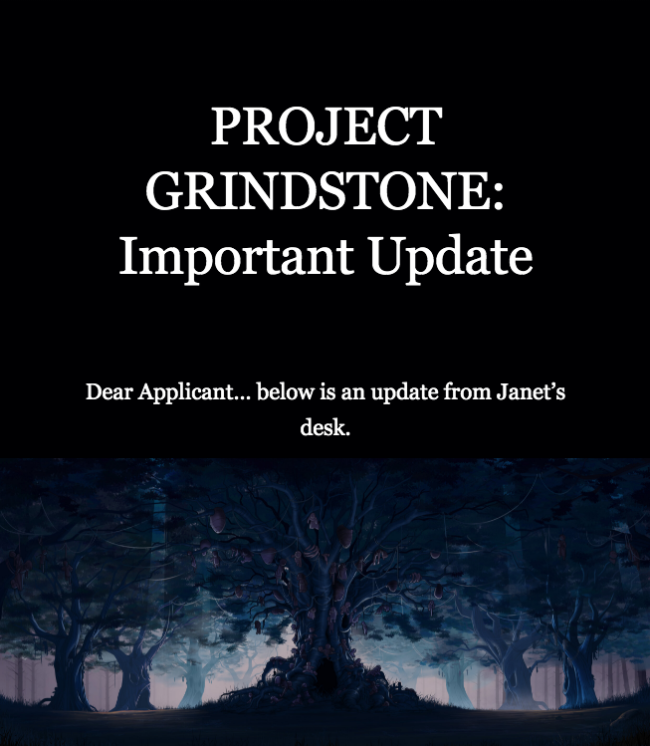 PROJECT
GRINDSTONE:
Important Update
Dear Applicant... below is an update from Janet’s
desk.